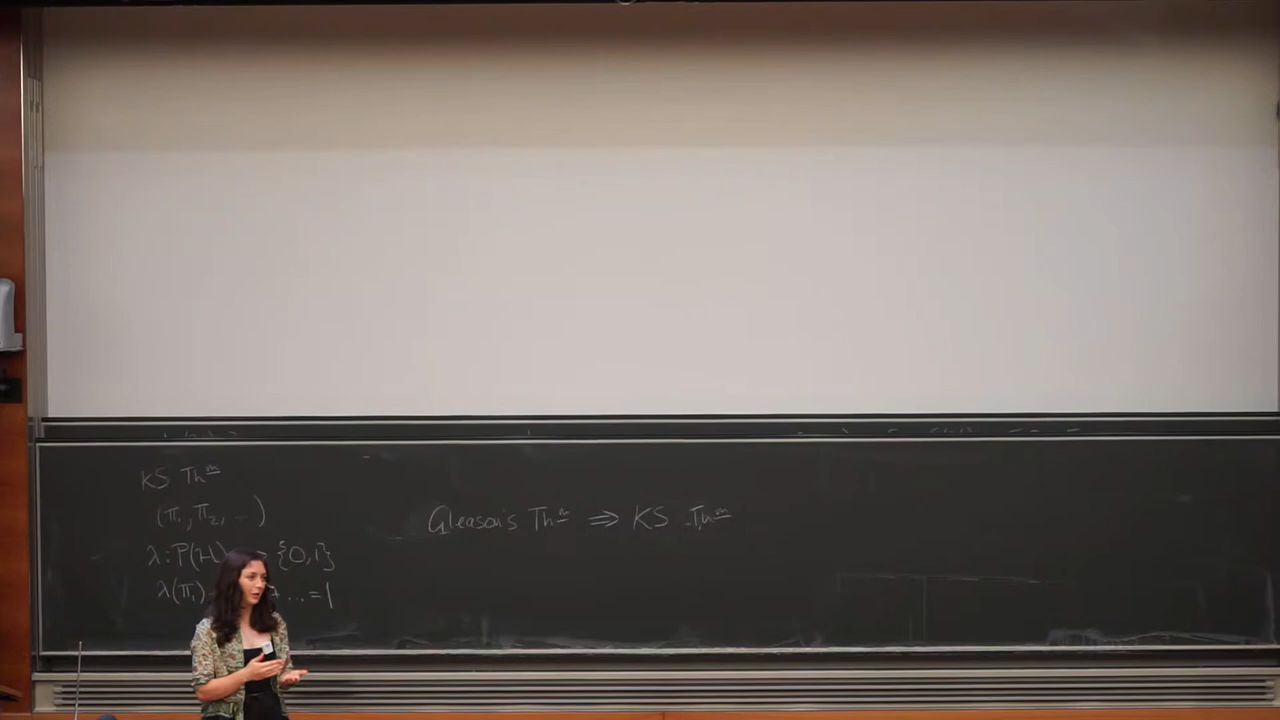 KS Thm
(Π₁, Π₂, ...)
λ: P(H) → {0,1}
λ(Π₁) + ... = 1
Gleason's Thm ⇒ KS Thm